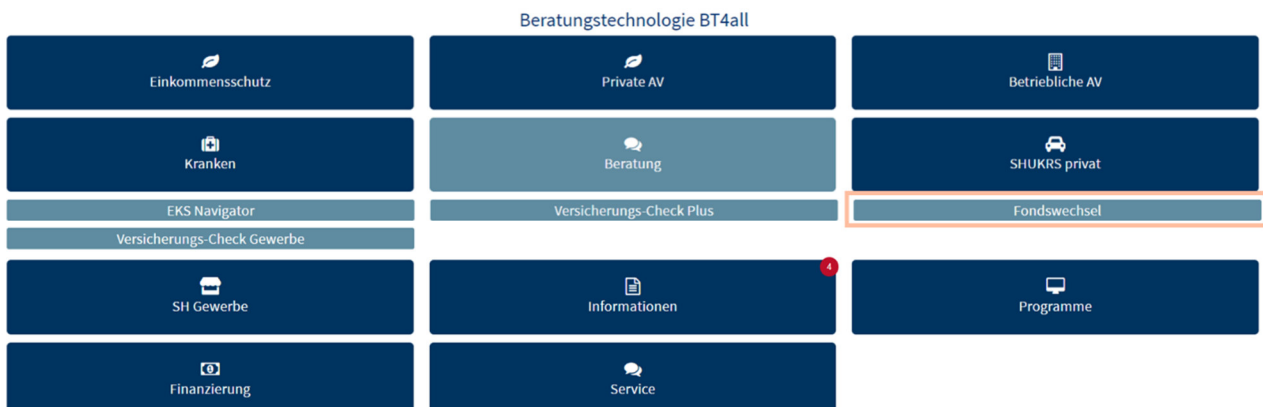 Beratungstechnologie BT4all
Einkommensschutz
Private AV
Betriebliche AV
Kranken
Beratung
SHUKRS privat
EKS Navigator
Versicherungs-Check Plus
Fondswechsel
Versicherungs-Check Gewerbe
4
SH Gewerbe
Informationen
Programme
Finanzierung
Service